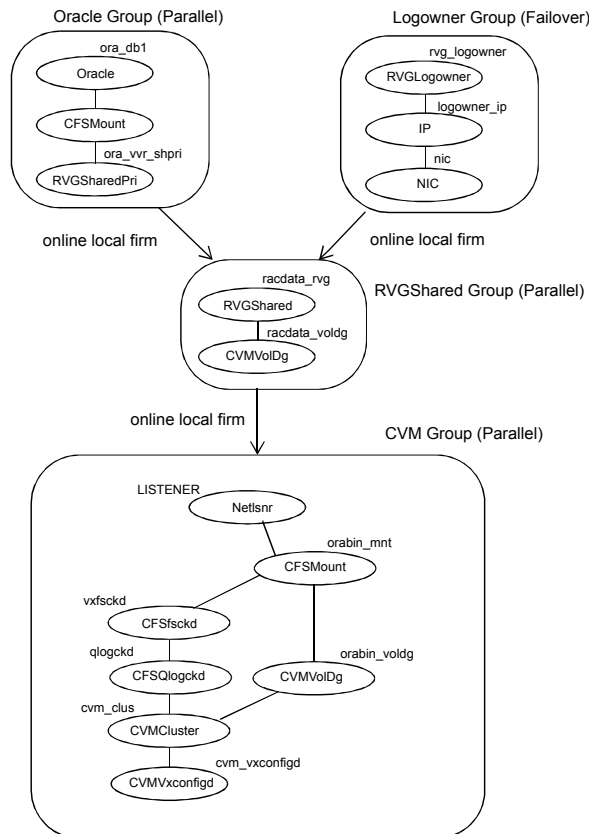 Oracle Group (Parallel)
Logowner Group (Failover)
ora_db1
Oracle
CFSMount
ora_vvr_shpri
RVGSharedPri
rvg_logowner
RVGLogowner
logowner_ip
IP
nic
NIC
online local firm
online local firm
RVGShared Group (Parallel)
racdata_rvg
RVGShared
racdata_voldg
CVMVolDg
online local firm
CVM Group (Parallel)
LISTENER
Netlsnr
orabin_mnt
CFSMount
vxfsckd
CFSfsckd
qlogckd
CFSQlogckd
orabin_voldg
CVMVolDg
cvm_clus
CVMCluster
cvm_vxconfigd
CVMVxconfigd